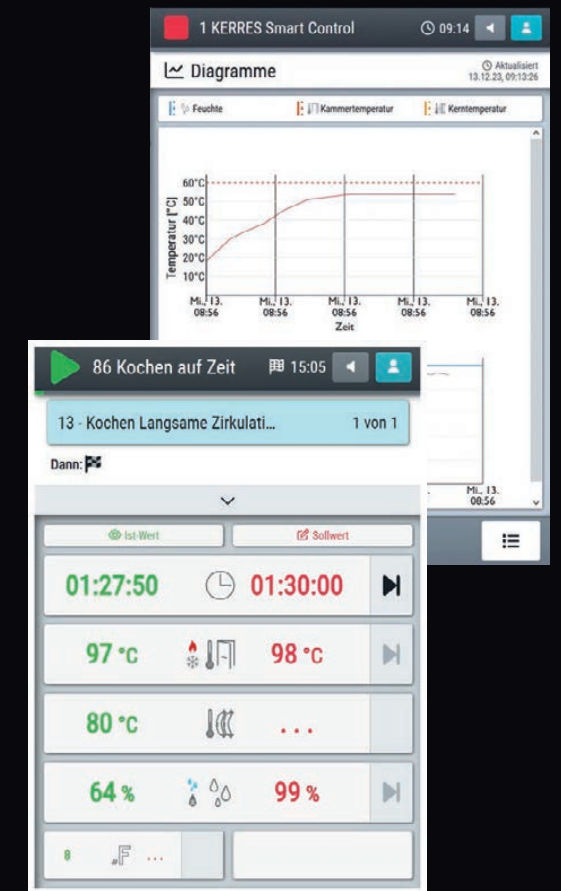 1 KERRES Smart Control 09:14
Diagramme
Aktualisiert
13.12.23, 09:13:26
Feuchte Kammertemperatur Kerntemperatur
Temperatur [°C]
60°C
50°C
40°C
30°C
20°C
10°C
Mi., 13. Mi., 13. Mi., 13. Mi., 13. Mi., 13.
08:56 08:56 08:56 08:56 08:56
Zeit
Mi., 13.
08:56
86 Kochen auf Zeit 15:05
13 - Kochen Langsame Zirkulati... 1 von 1
Dann:
Ist-Wert Sollwert
01:27:50 01:30:00
97 °C 98 °C
80 °C ...
64 % 99 %
8 F ...